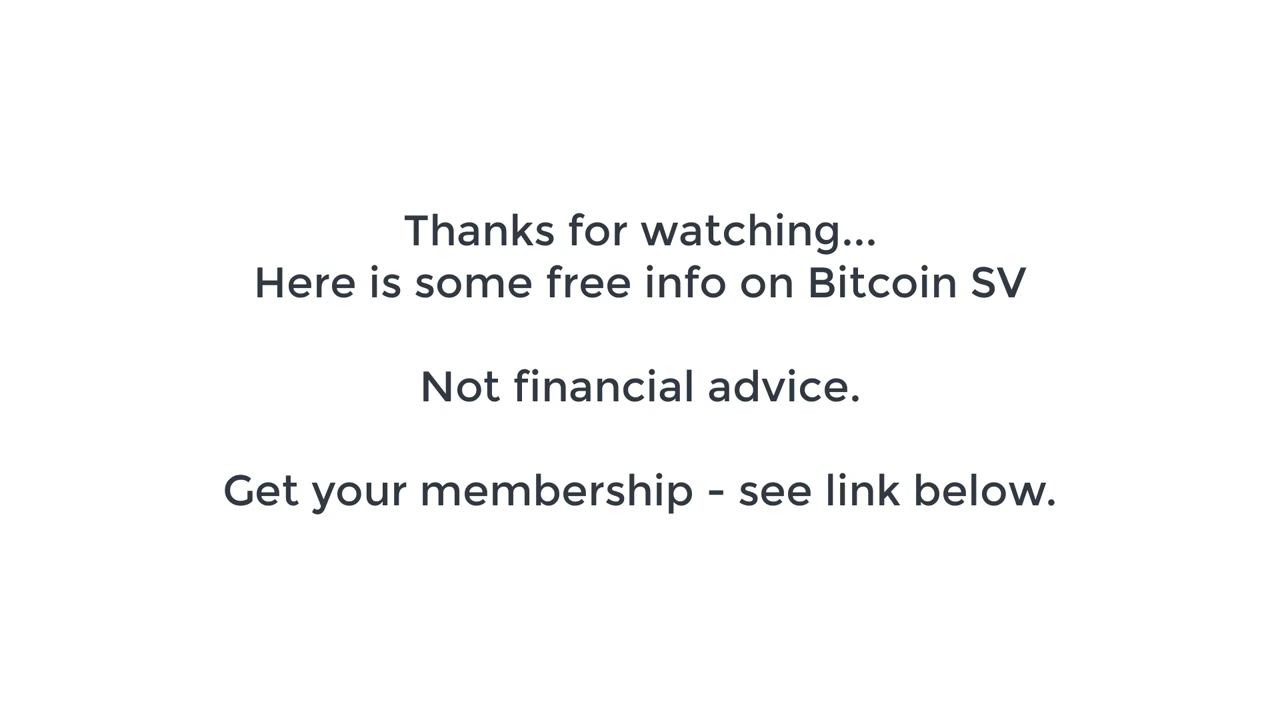 Thanks for watching...
Here is some free info on Bitcoin SV
Not financial advice.
Get your membership - see link below.